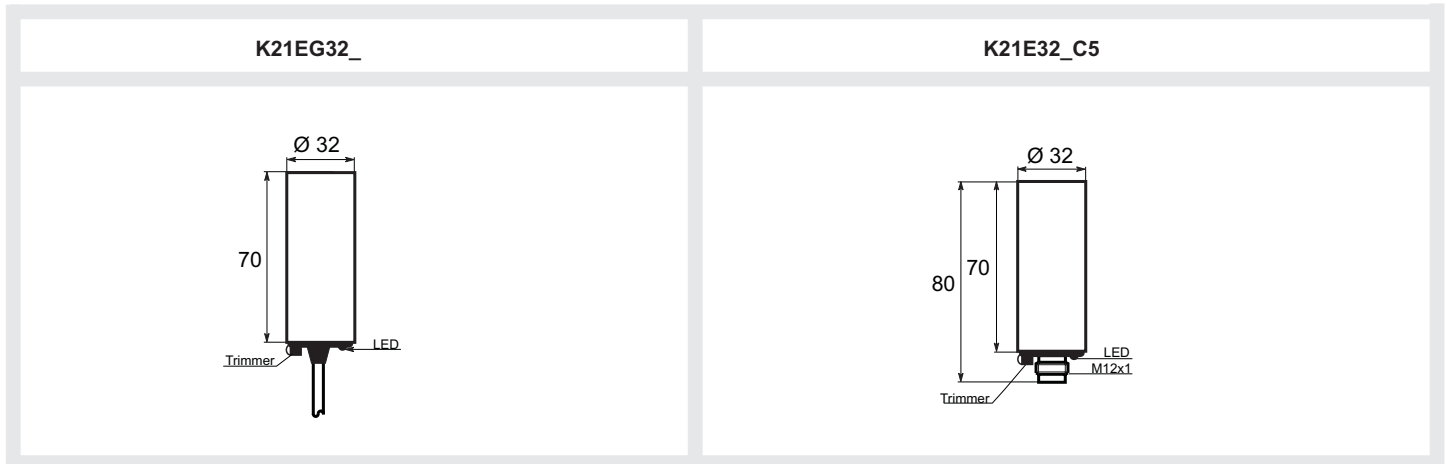 K21EG32_
K21E32_C5
Ø 32
70
LED
Trimmer
Ø 32
70
80
LED
M12x1
Trimmer